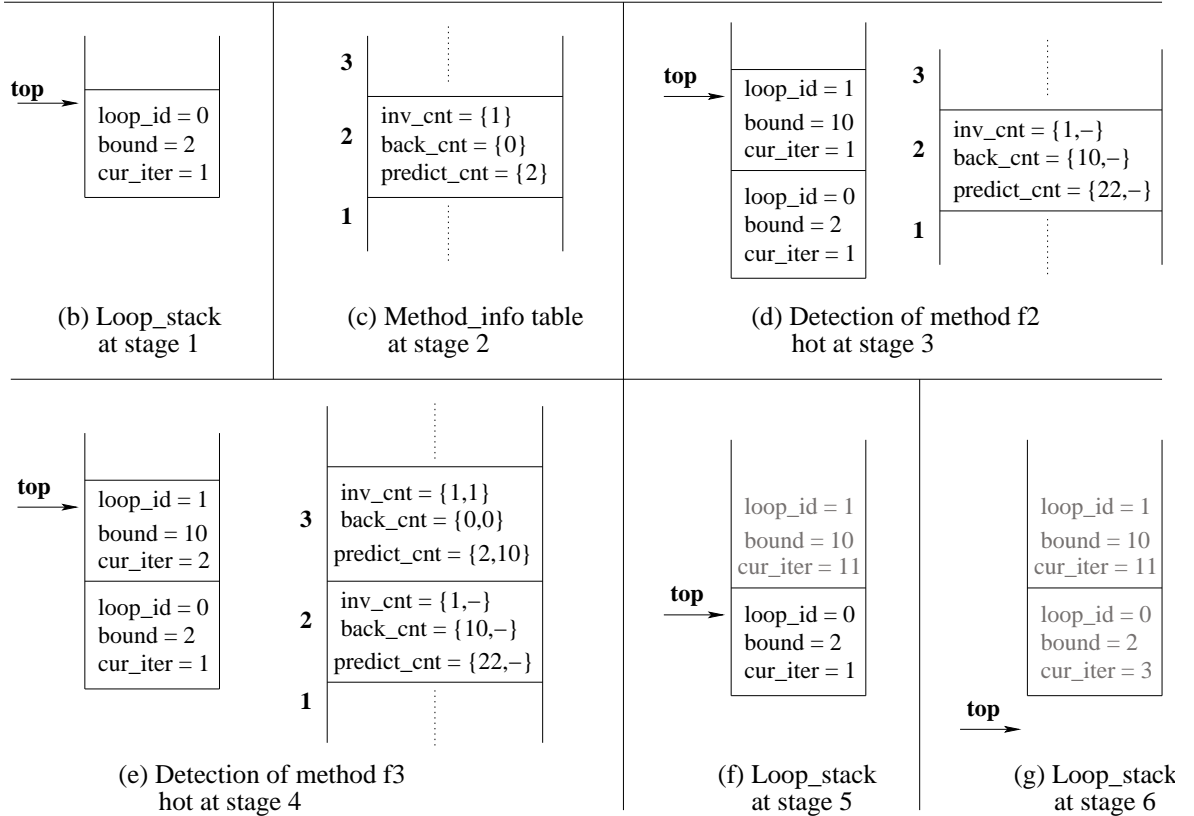 top
loop_id = 0
bound = 2
cur_iter = 1
(b) Loop_stack
at stage 1
3
2
1
inv_cnt = {1}
back_cnt = {0}
predict_cnt = {2}
(c) Method_info table
at stage 2
top
loop_id = 1
bound = 10
cur_iter = 1
loop_id = 0
bound = 2
cur_iter = 1
3
2
1
inv_cnt = {1,−}
back_cnt = {10,−}
predict_cnt = {22,−}
(d) Detection of method f2
hot at stage 3
top
loop_id = 1
bound = 10
cur_iter = 2
loop_id = 0
bound = 2
cur_iter = 1
3
inv_cnt = {1,1}
back_cnt = {0,0}
predict_cnt = {2,10}
2
inv_cnt = {1,−}
back_cnt = {10,−}
predict_cnt = {22,−}
1
(e) Detection of method f3
hot at stage 4
loop_id = 1
bound = 10
cur_iter = 11
top
loop_id = 0
bound = 2
cur_iter = 1
(f) Loop_stack
at stage 5
loop_id = 1
bound = 10
cur_iter = 11
loop_id = 0
bound = 2
cur_iter = 3
top
(g) Loop_stack
at stage 6